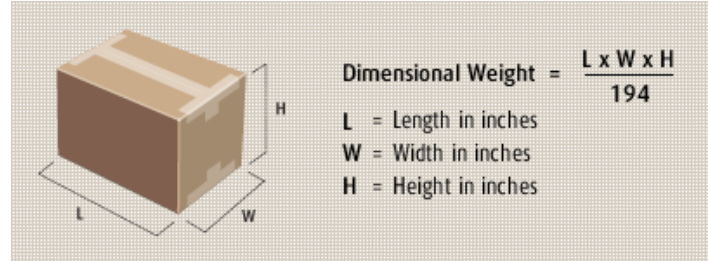 H
L
W
Dimensional Weight = L x W x H
194
L = Length in inches
W = Width in inches
H = Height in inches